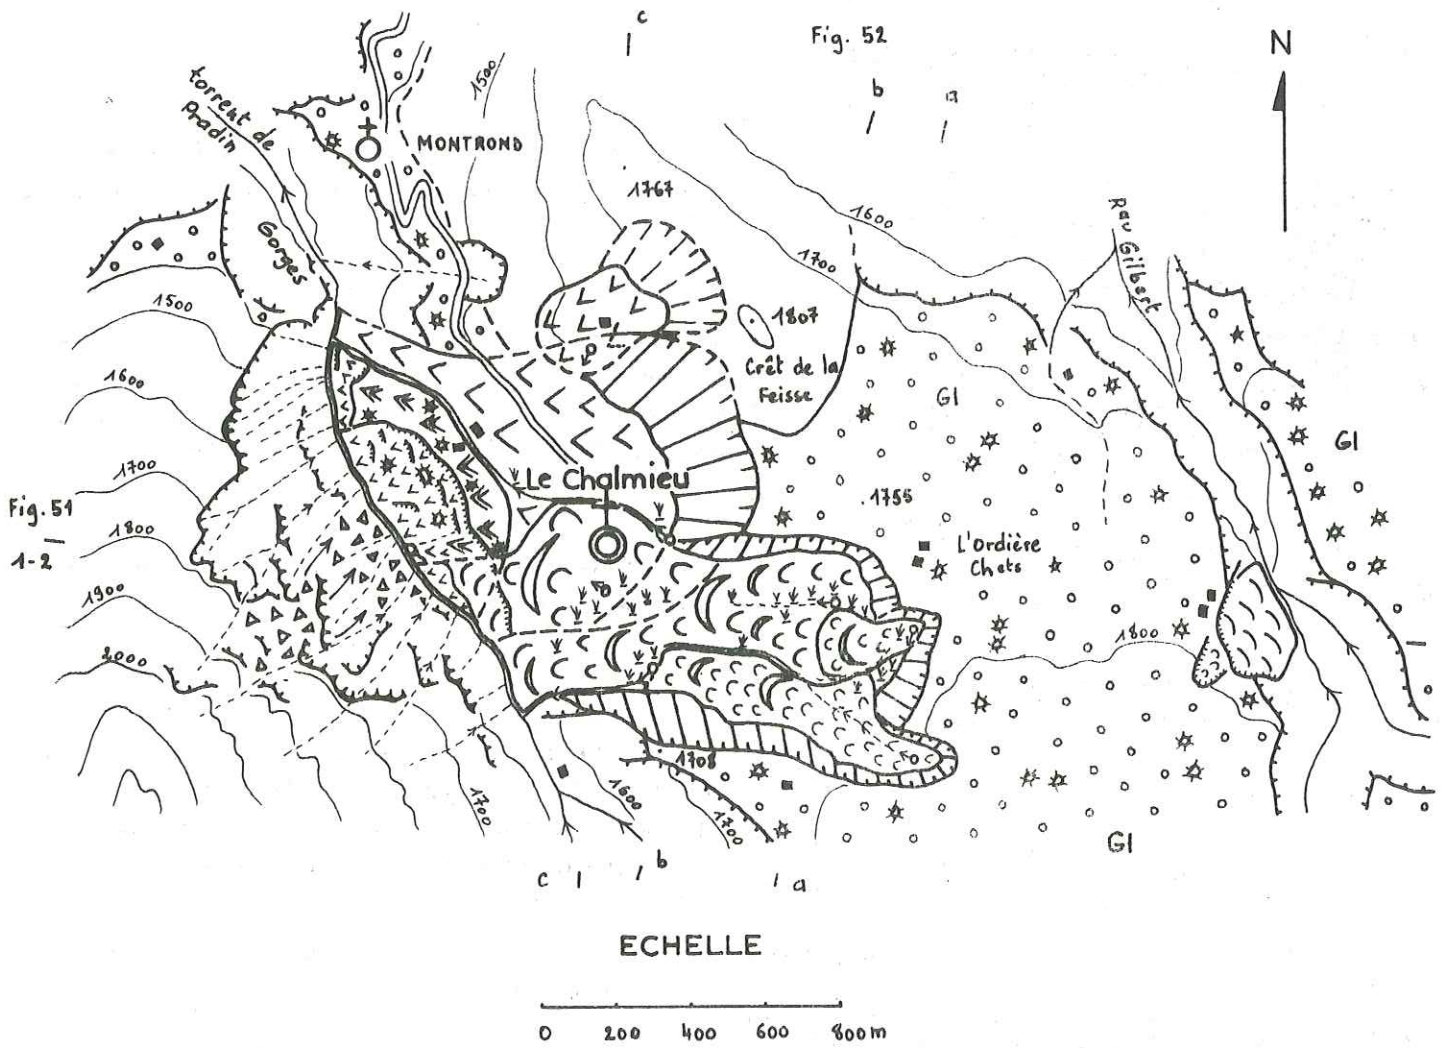 c
Fig. 52
N
b
a
1500
torrent de
Pradin
MONTROND
1767
1600
Rau Gilbert
Gorges
1700
1500
1807
Crêt de la
Feisse
1600
Gl
Gl
1700
Le Chalmieu
1755
Fig. 51
1-2
1800
L'Ordière
Chets
1900
1800
2000
1708
1700
1600
1700
Gl
c
b
a
ECHELLE
0 200 400 600 800m